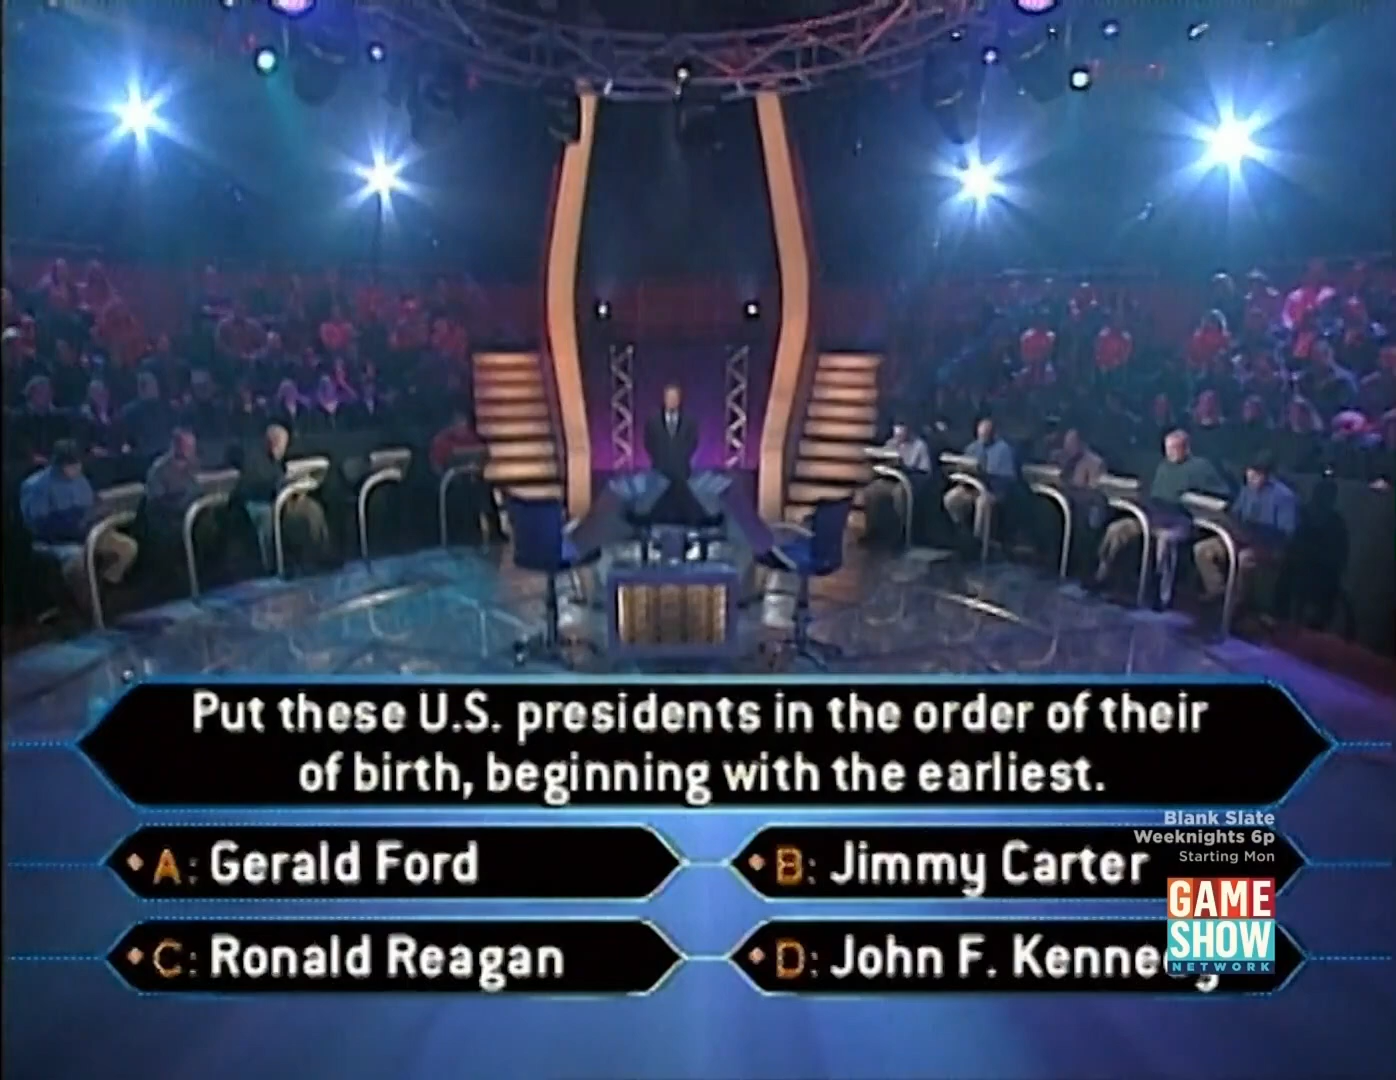 Put these U.S. presidents in the order of their
of birth, beginning with the earliest.
Blank Slate
Weeknights 6p
Starting Mon
A: Gerald Ford
B: Jimmy Carter
C: Ronald Reagan
D: John F.
GAME
SHOW
NETWORK